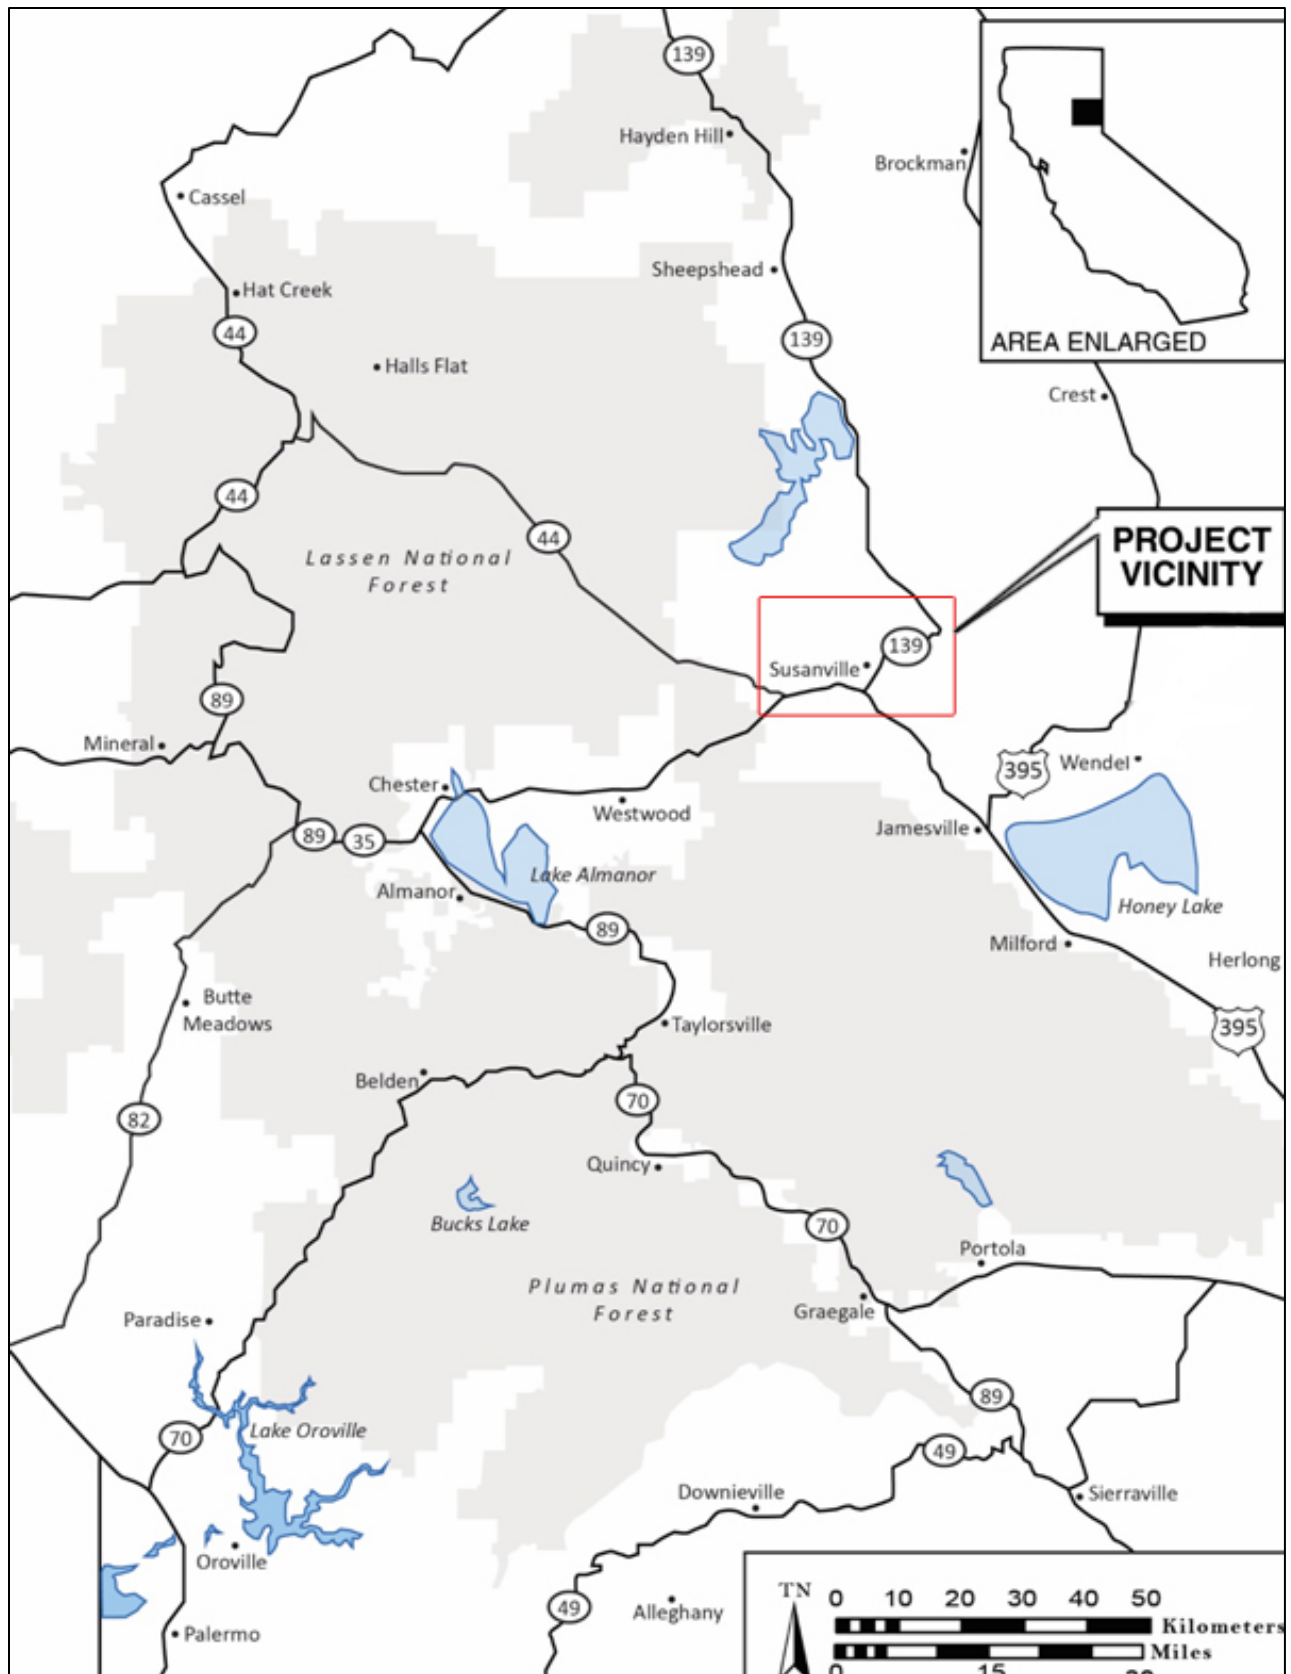 139
Hayden Hill
Brockman
Cassel
Sheepshead
Hat Creek
44
139
AREA ENLARGED
Halls Flat
Crest
44
44
Lassen National
Forest
PROJECT
VICINITY
139
Susanville
89
Mineral
395
Wendel
Chester
Westwood
Jamesville
89
35
Lake Almanor
Almanor
Honey Lake
89
Milford
Herlong
Butte
Meadows
Taylorsville
395
Belden
70
82
Quincy
Bucks Lake
70
Portola
Plumas National
Forest
Graegale
Paradise
89
Lake Oroville
70
49
Downieville
Sierraville
Oroville
TN
0 10 20 30 40 50
Kilometers
Miles
49
Alleghany
Palermo
0 15